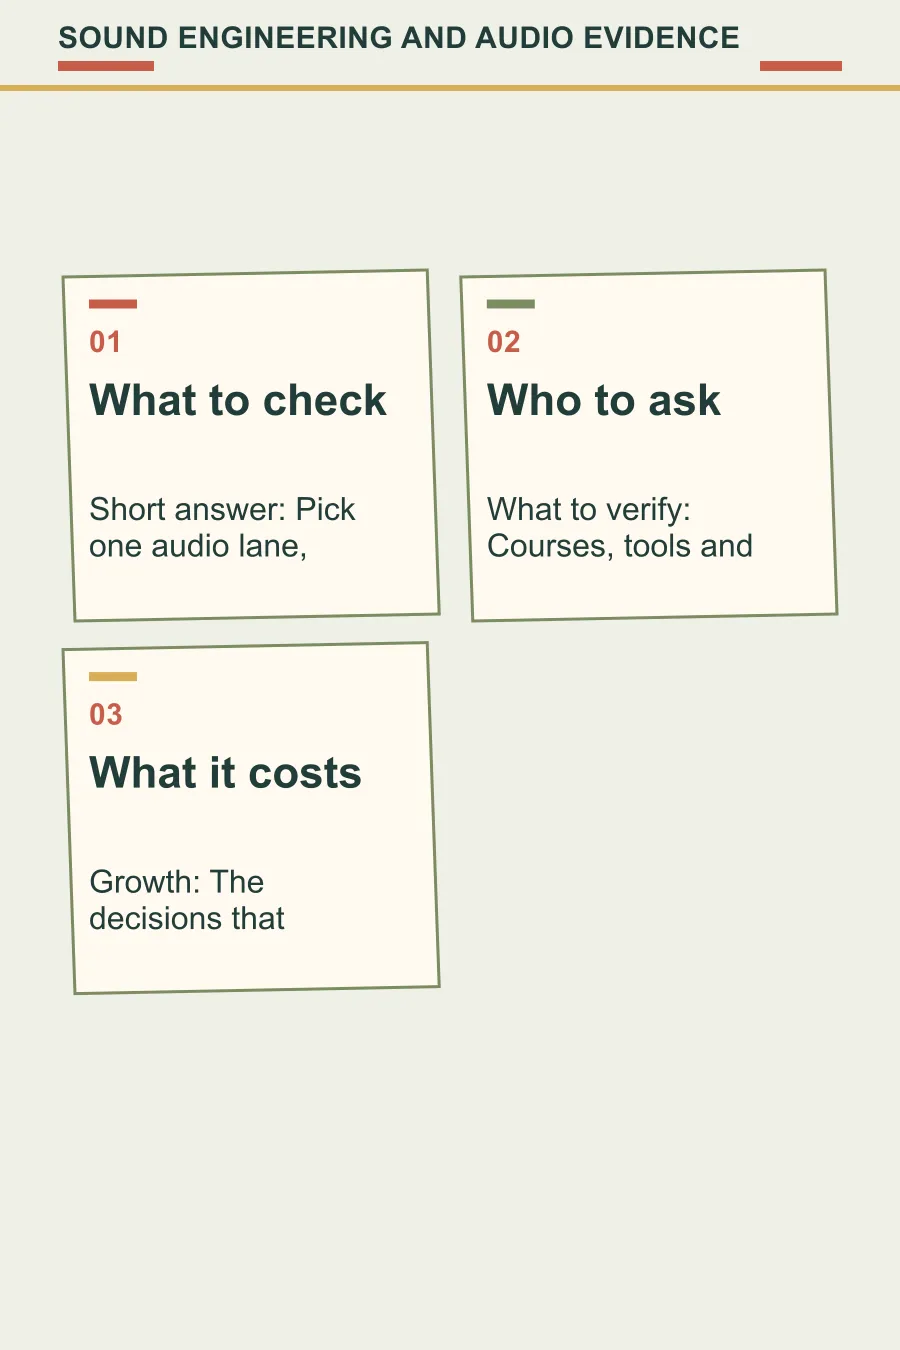 SOUND ENGINEERING AND AUDIO EVIDENCE
01
What to check
Short answer: Pick
one audio lane,
02
Who to ask
What to verify:
Courses, tools and
03
What it costs
Growth: The
decisions that